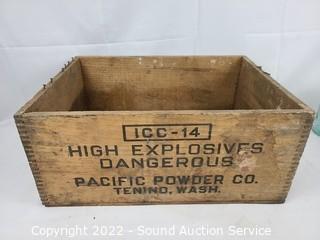 ICC-14
HIGH EXPLOSIVES
DANGEROUS
PACIFIC POWDER CO.
TENINO, WASH.
Copyright 2022 - Sound Auction Service